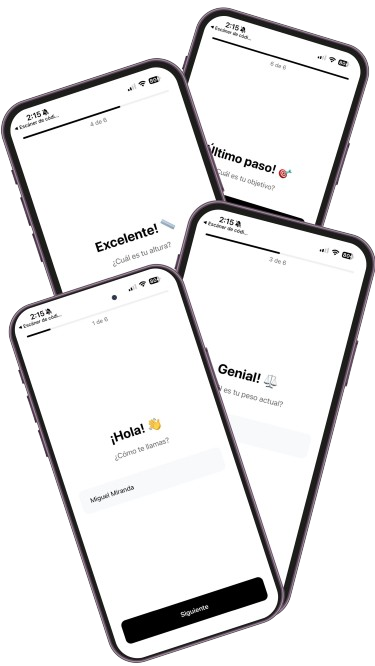 2:15
Escáner de códi...
6 de 6
Último paso! 🎯
Cuál es tu objetivo?
2:15
Escáner de códi...
4 de 6
Excelente! 📏
¿Cuál es tu altura?
2:15
Escáner de códi...
3 de 6
Genial! ⚖️
es tu peso actual?
2:15
Escáner de códi...
1 de 6
¡Hola! 👋
¿Cómo te llamas?
Miguel Miranda
Siguiente